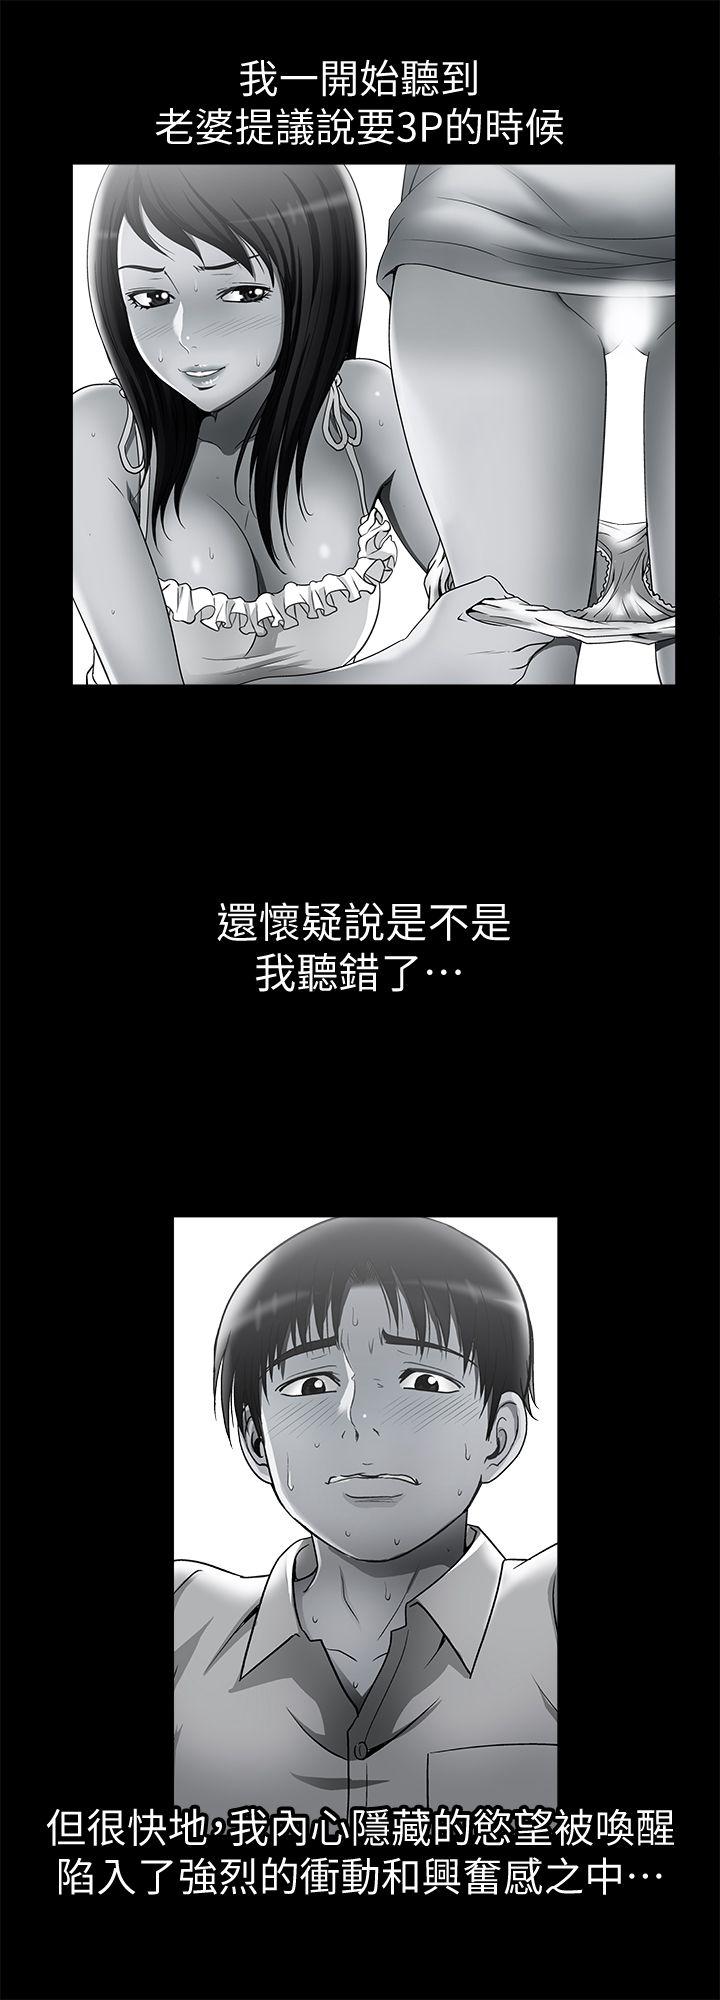 我一開始聽到
老婆提議說要3P的時候
還懷疑說是不是
我聽錯了…
但很快地，我內心隱藏的慾望被喚醒
陷入了強烈的衝動和興奮感之中…